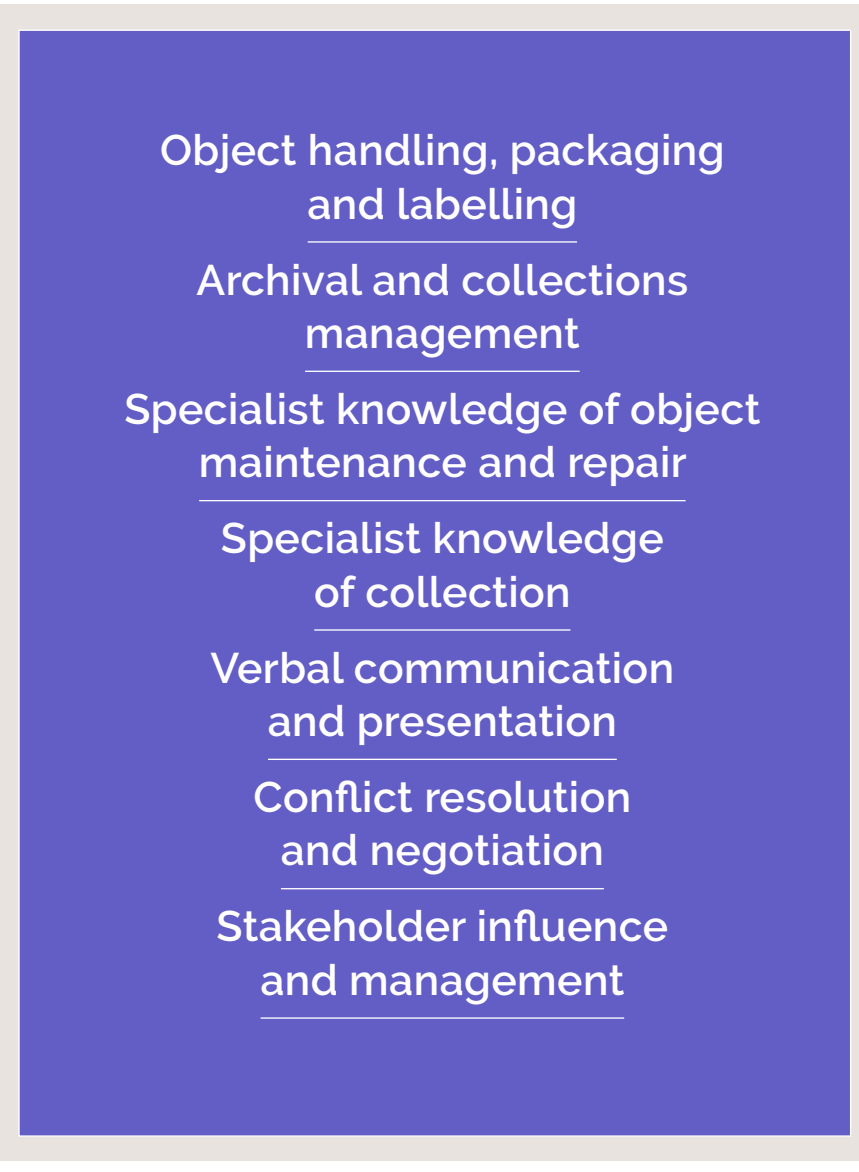 Object handling, packaging
and labelling
Archival and collections
management
Specialist knowledge of object
maintenance and repair
Specialist knowledge
of collection
Verbal communication
and presentation
Conflict resolution
and negotiation
Stakeholder influence
and management